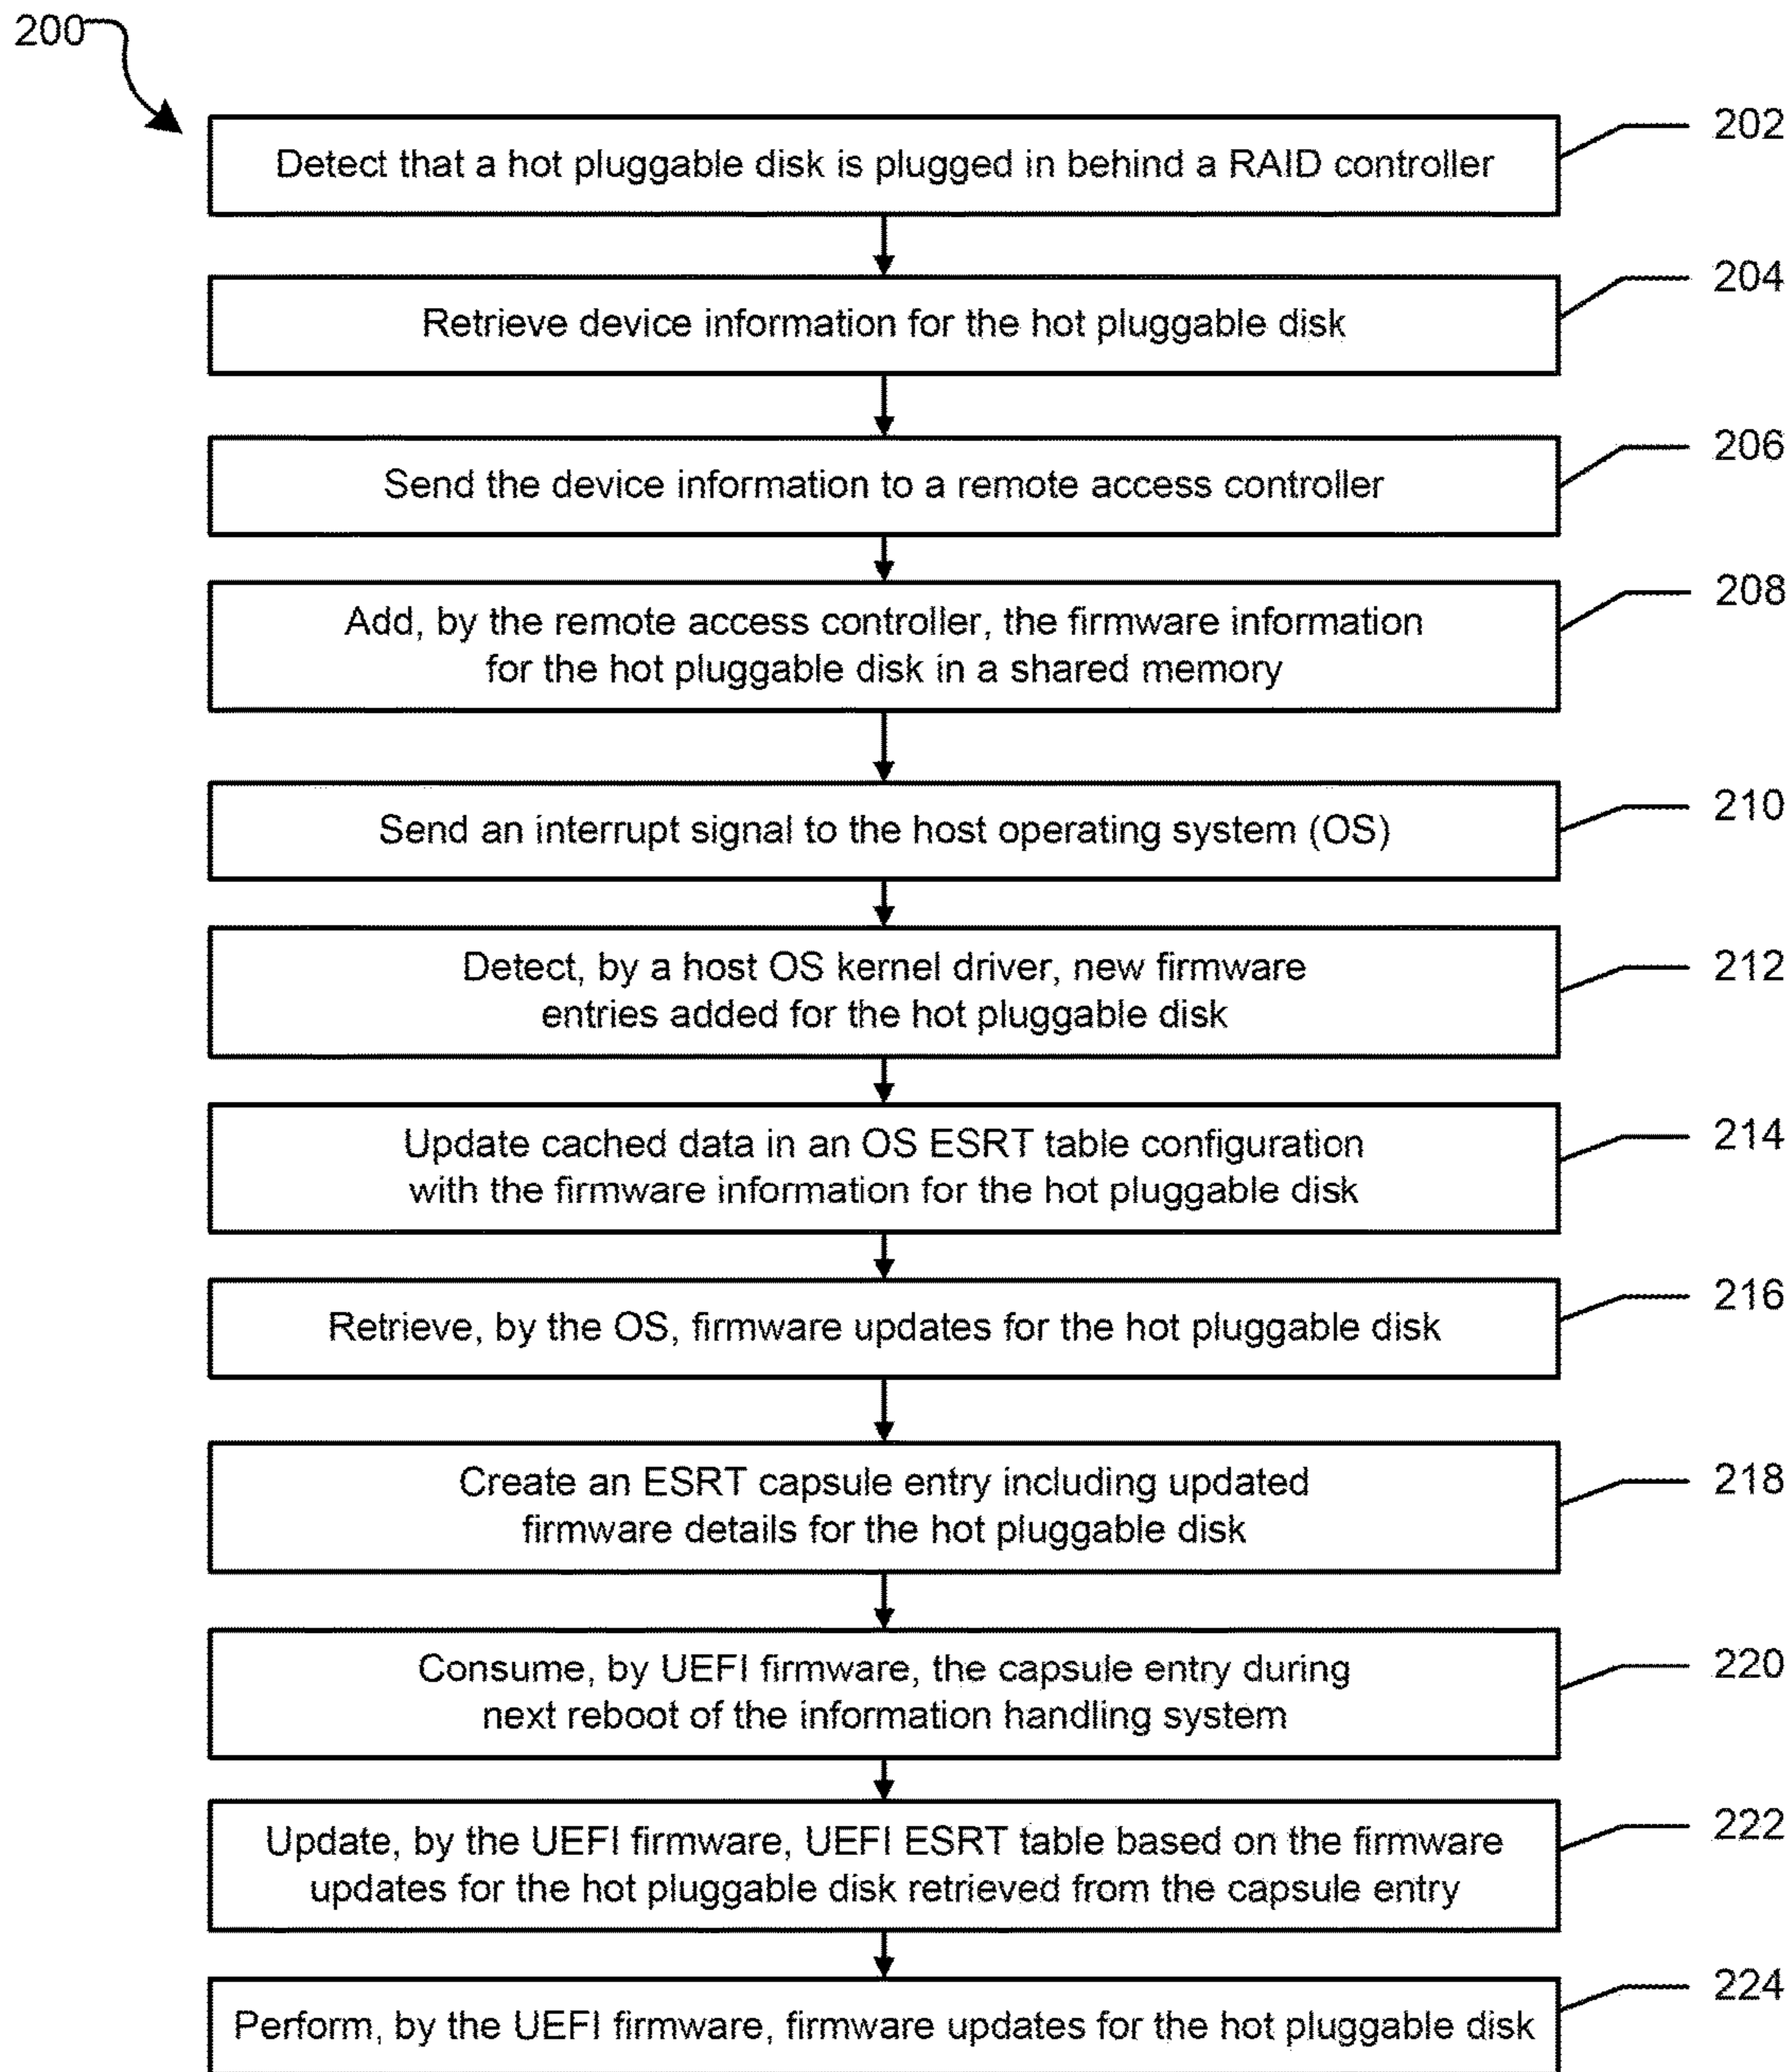 200
202
Detect that a hot pluggable disk is plugged in behind a RAID controller
204
Retrieve device information for the hot pluggable disk
206
Send the device information to a remote access controller
208
Add, by the remote access controller, the firmware information
for the hot pluggable disk in a shared memory
210
Send an interrupt signal to the host operating system (OS)
212
Detect, by a host OS kernel driver, new firmware
entries added for the hot pluggable disk
214
Update cached data in an OS ESRT table configuration
with the firmware information for the hot pluggable disk
216
Retrieve, by the OS, firmware updates for the hot pluggable disk
218
Create an ESRT capsule entry including updated
firmware details for the hot pluggable disk
220
Consume, by UEFI firmware, the capsule entry during
next reboot of the information handling system
222
Update, by the UEFI firmware, UEFI ESRT table based on the firmware
updates for the hot pluggable disk retrieved from the capsule entry
224
Perform, by the UEFI firmware, firmware updates for the hot pluggable disk